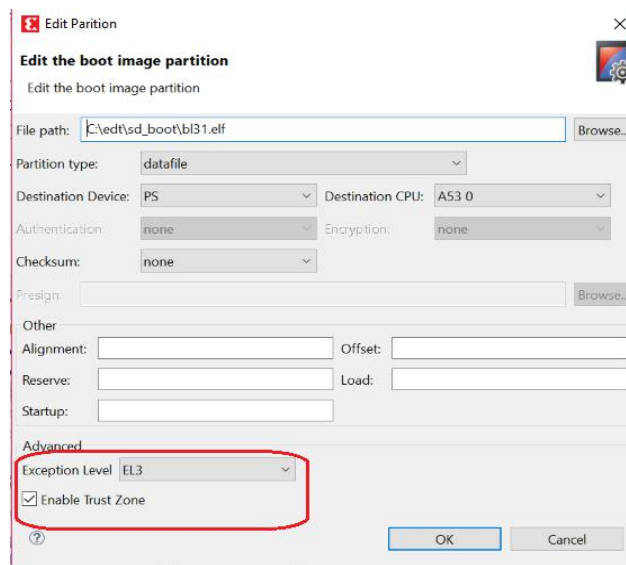 Edit Parition
Edit the boot image partition
Edit the boot image partition
File path: C:\edt\sd_boot\bl31.elf Browse..
Partition type: datafile
Destination Device: PS Destination CPU: A53 0
Authentication: none Encryption: none
Checksum: none
Presign: Browse..
Other
Alignment: Offset:
Reserve: Load:
Startup:
Advanced
Exception Level EL3
Enable Trust Zone
? OK Cancel